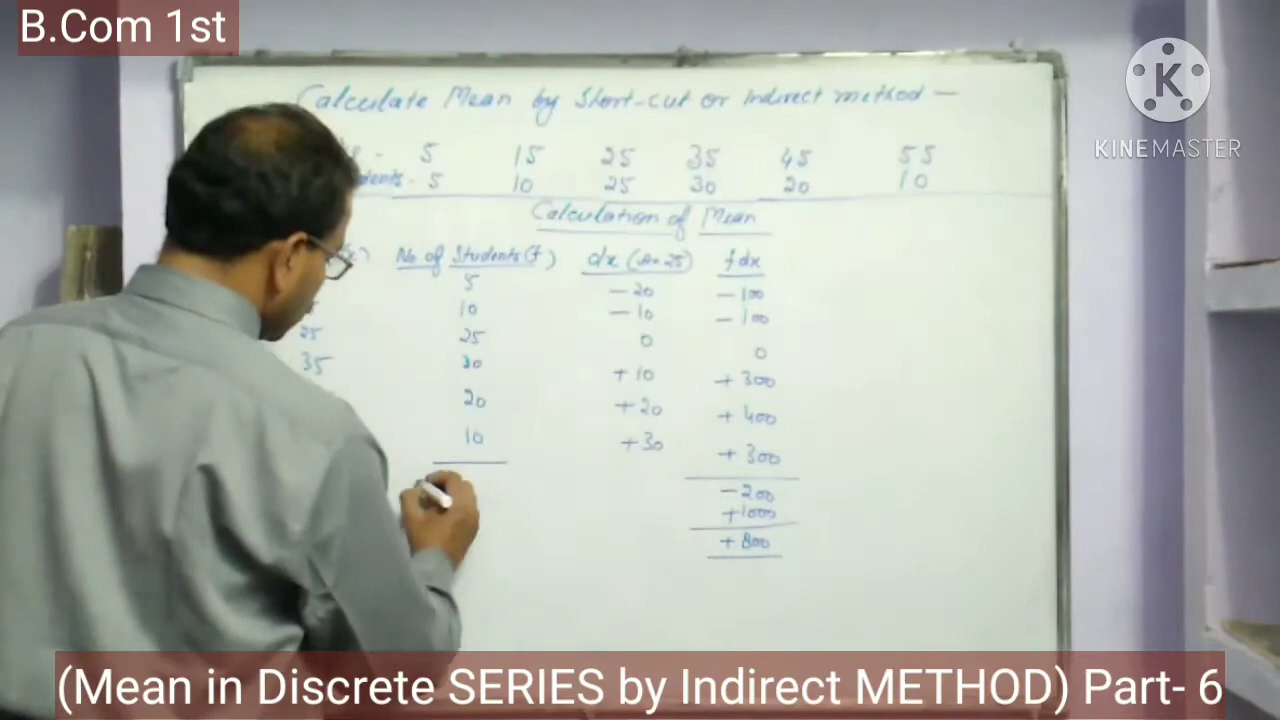 B.Com 1st
K
KINEMASTER
Calculate Mean by Short-cut or Indirect method —
- 5 15 25 35 45 55
- 5 10 25 30 20 10
Calculation of Mean
No of Students (f) dx (A=25) fdx
5 -20 -100
10 -10 -100
25 25 0 0
35 30 +10 +300
20 +20 +400
10 +30 +300
-200
+1000
+800
(Mean in Discrete SERIES by Indirect METHOD) Part- 6